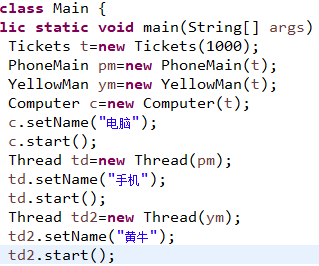 class Main {
lic static void main(String[] args)
Tickets t=new Tickets(1000);
PhoneMain pm=new PhoneMain(t);
YellowMan ym=new YellowMan(t);
Computer c=new Computer(t);
c.setName("电脑");
c.start();
Thread td=new Thread(pm);
td.setName("手机");
td.start();
Thread td2=new Thread(ym);
td2.setName("黄牛");
td2.start();